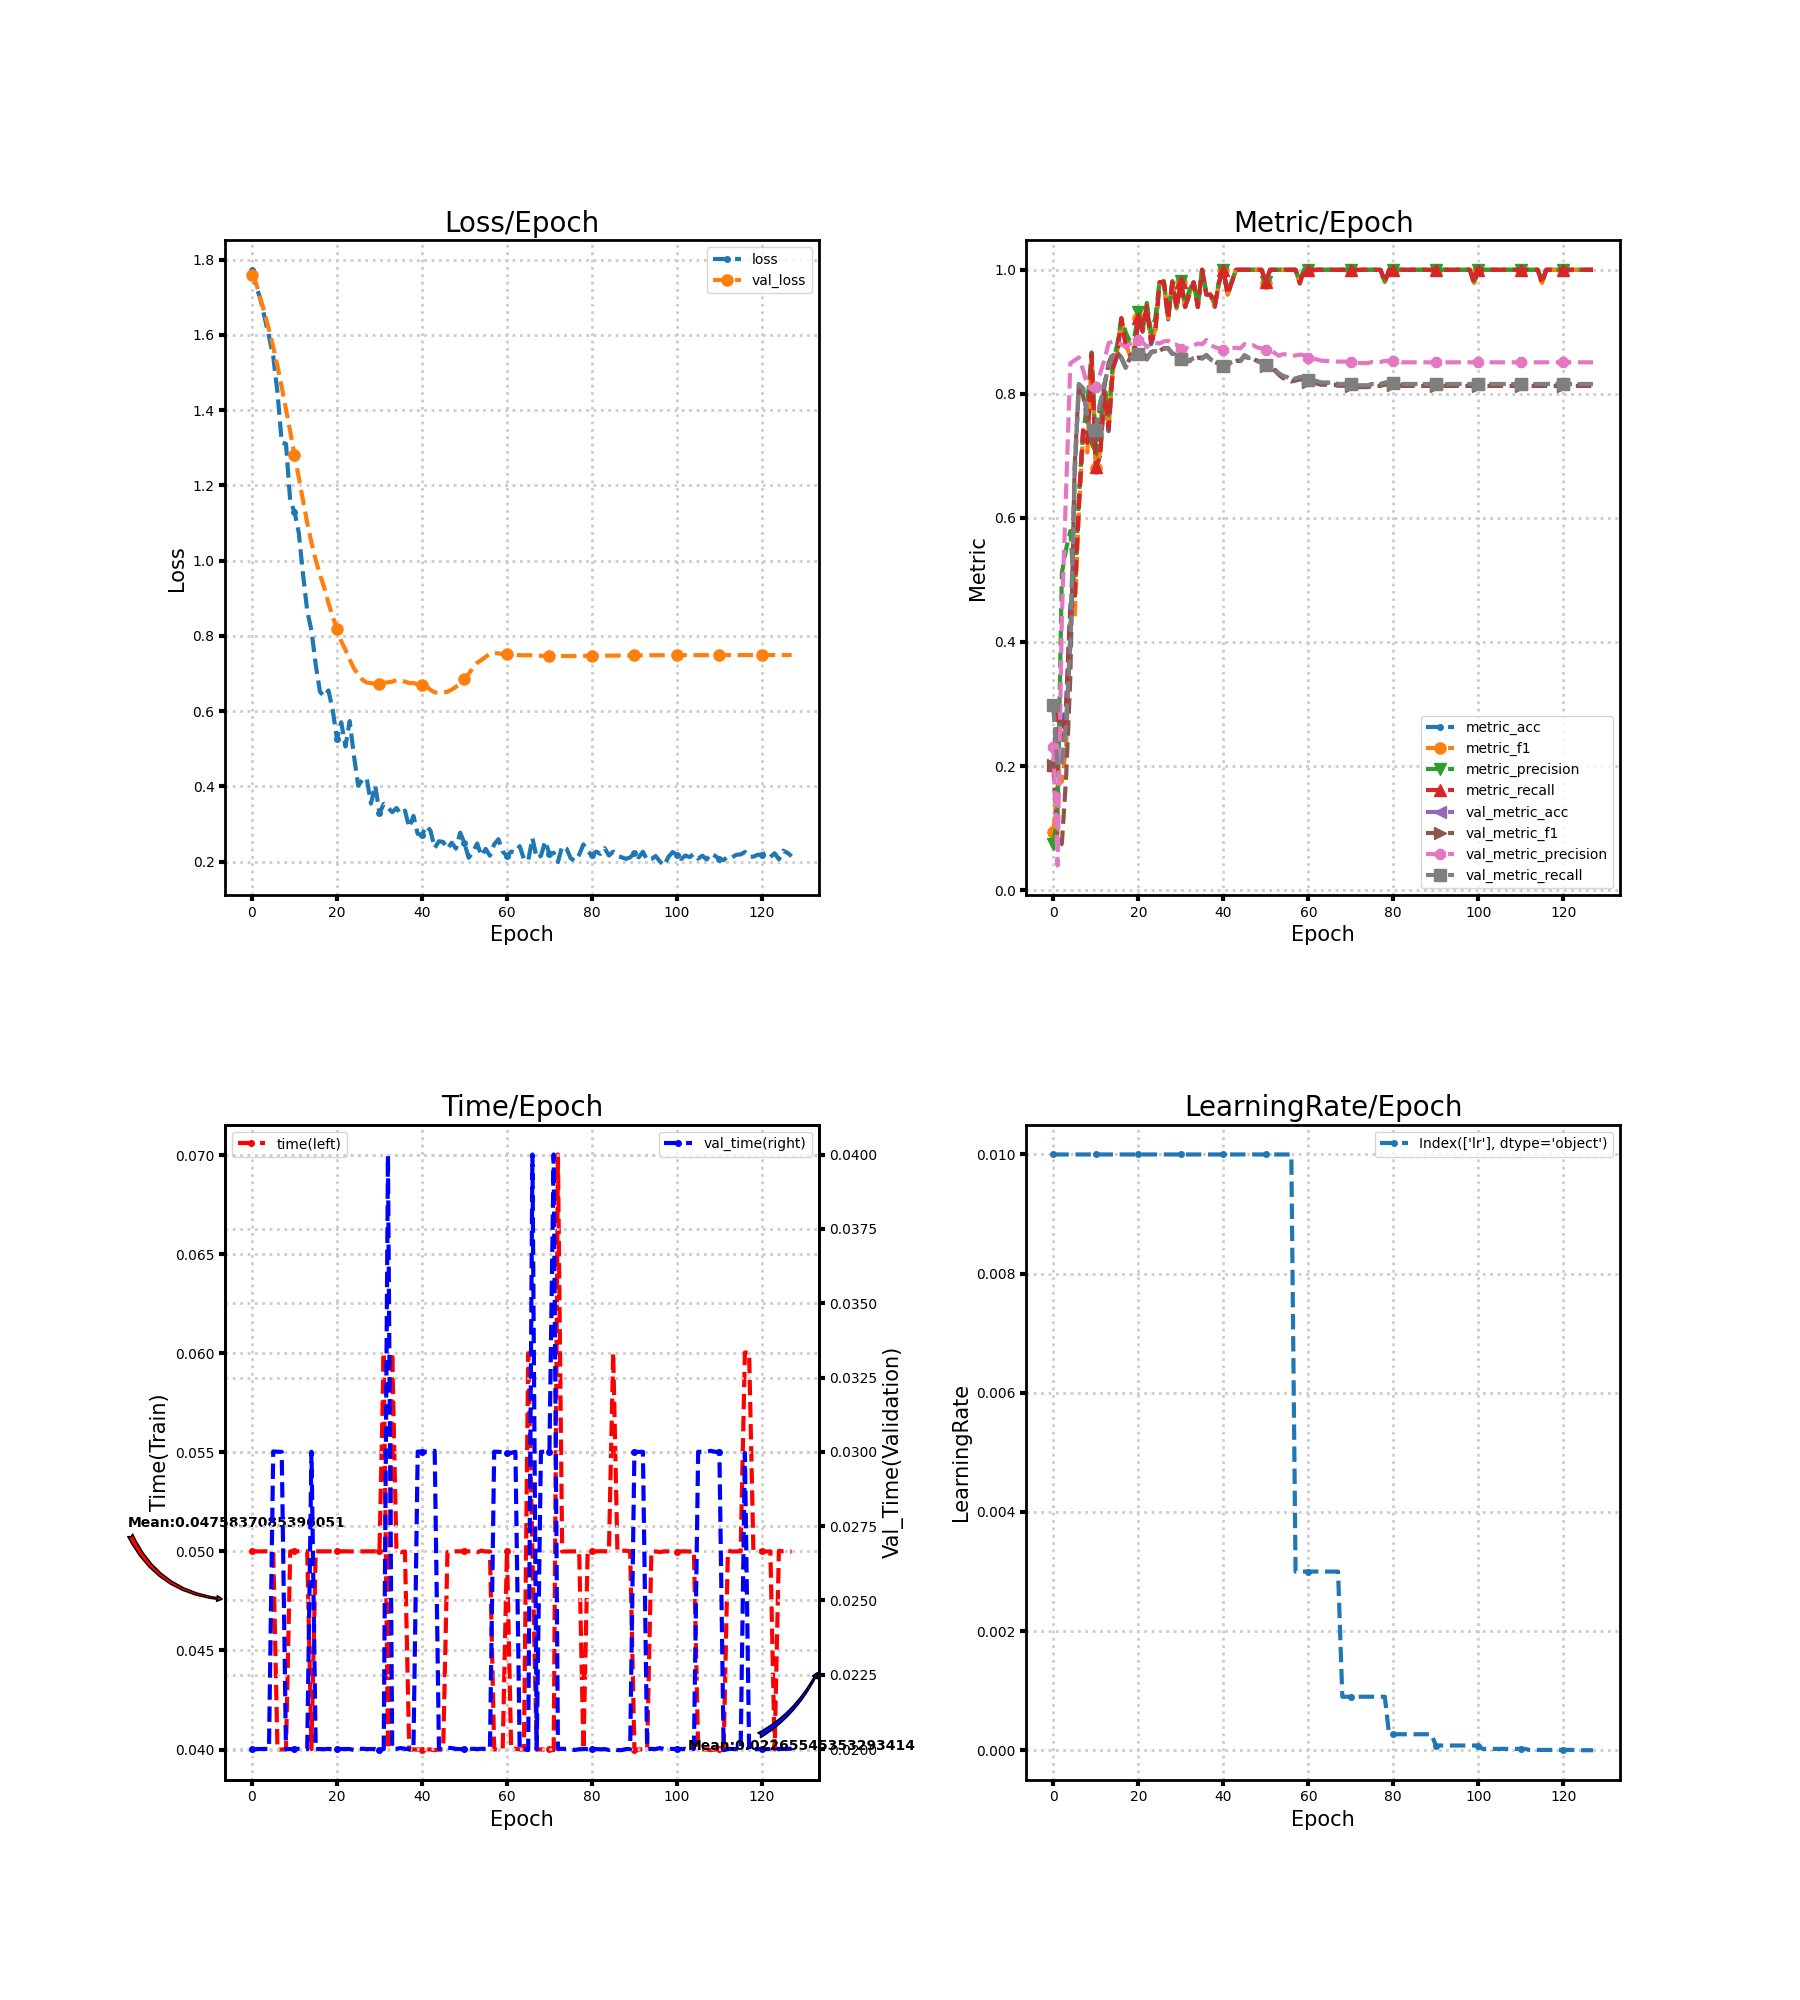 Loss/Epoch
1.8
1.6
1.4
1.2
1.0
0.8
0.6
0.4
0.2
Loss
loss
val_loss
0 20 40 60 80 100 120
Epoch
Metric/Epoch
1.0
0.8
0.6
0.4
0.2
0.0
Metric
metric_acc
metric_f1
metric_precision
metric_recall
val_metric_acc
val_metric_f1
val_metric_precision
val_metric_recall
0 20 40 60 80 100 120
Epoch
Time/Epoch
time(left)
val_time(right)
0.070
0.065
0.060
0.055
0.050
0.045
0.040
Time(Train)
0.0400
0.0375
0.0350
0.0325
0.0300
0.0275
0.0250
0.0225
0.0200
Val_Time(Validation)
0 20 40 60 80 100 120
Epoch
LearningRate/Epoch
Index(['lr'], dtype='object')
0.010
0.008
0.006
0.004
0.002
0.000
LearningRate
0 20 40 60 80 100 120
Epoch